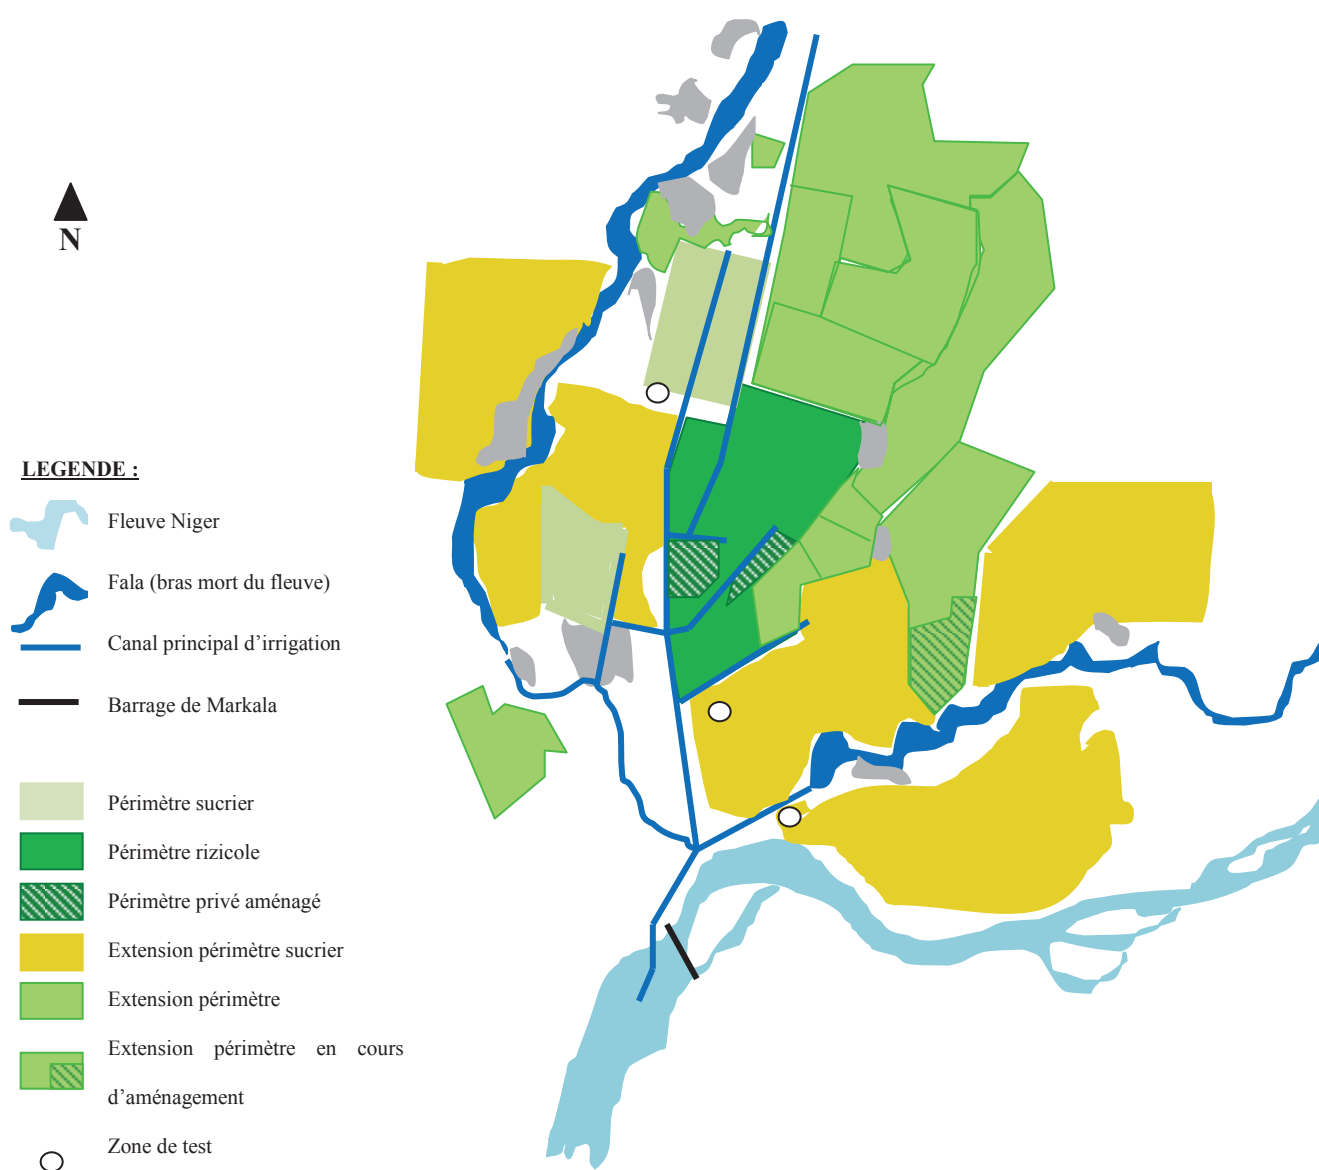 N
LEGENDE :
Fleuve Niger
Fala (bras mort du fleuve)
Canal principal d’irrigation
Barrage de Markala
Périmètre sucrier
Périmètre rizicole
Périmètre privé aménagé
Extension périmètre sucrier
Extension périmètre
Extension périmètre en cours
d’aménagement
Zone de test